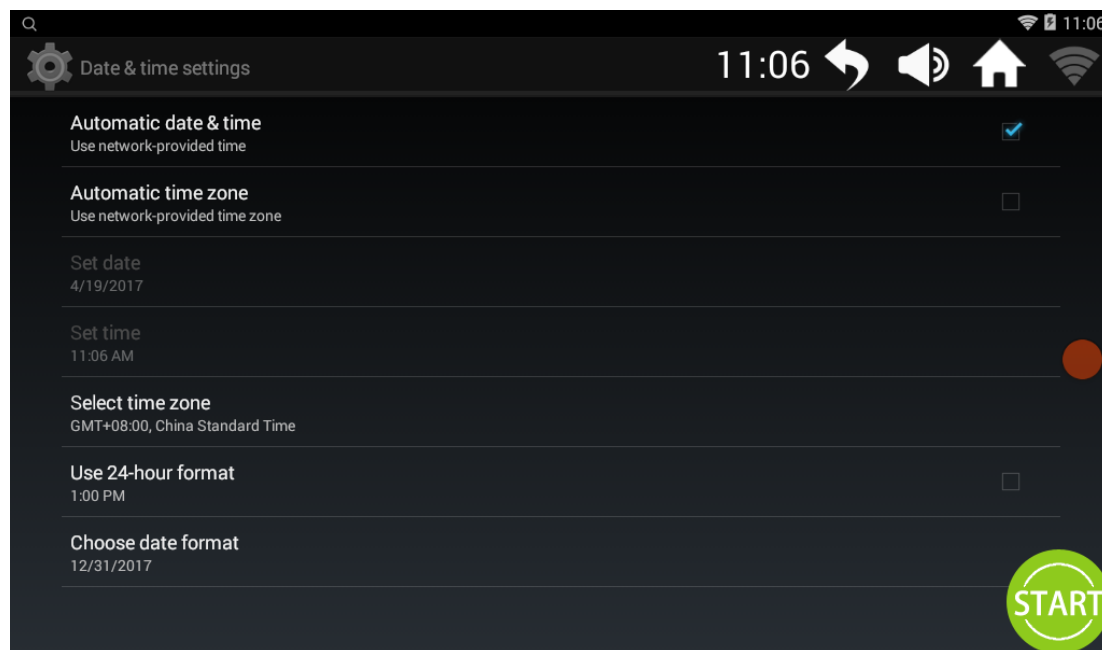 11:06
Date & time settings
11:06
Automatic date & time
Use network-provided time
Automatic time zone
Use network-provided time zone
Set date
4/19/2017
Set time
11:06 AM
Select time zone
GMT+08:00, China Standard Time
Use 24-hour format
1:00 PM
Choose date format
12/31/2017
START